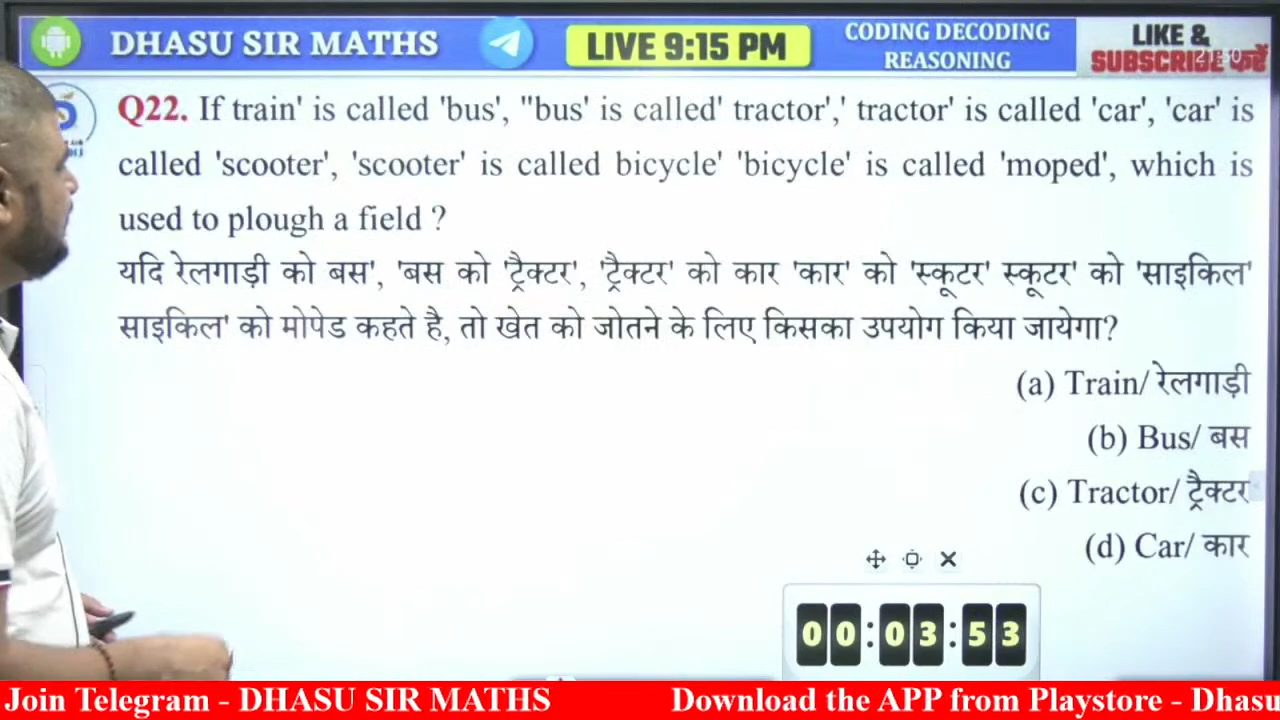 DHASU SIR MATHS
LIVE 9:15 PM
CODING DECODING
REASONING
LIKE &
SUBSCRIBE करें
Q22. If train' is called 'bus', "bus' is called' tractor',' tractor' is called 'car', 'car' is
called 'scooter', 'scooter' is called bicycle' 'bicycle' is called 'moped', which is
used to plough a field ?
यदि रेलगाड़ी को बस', 'बस को 'ट्रैक्टर', 'ट्रैक्टर' को कार 'कार' को 'स्कूटर' स्कूटर' को 'साइकिल'
साइकिल' को मोपेड कहते है, तो खेत को जोतने के लिए किसका उपयोग किया जायेगा?
(a) Train/ रेलगाड़ी
(b) Bus/ बस
(c) Tractor/ ट्रैक्टर
(d) Car/ कार
00:03:53
Join Telegram - DHASU SIR MATHS
Download the APP from Playstore - Dhasu